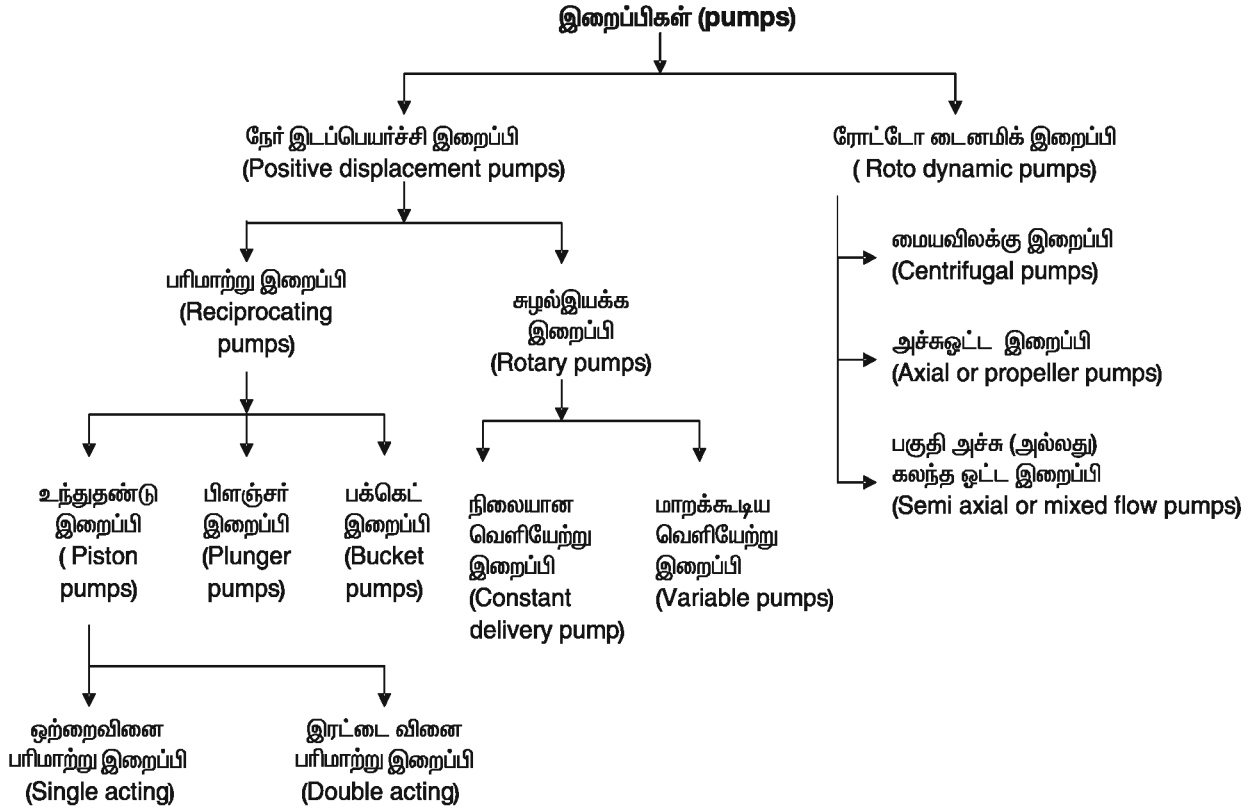 இறைப்பிகள் (pumps)
நேர் இடப்பெயர்ச்சி இறைப்பி
(Positive displacement pumps)
ரோட்டோ டைனமிக் இறைப்பி
( Roto dynamic pumps)
பரிமாற்று இறைப்பி
(Reciprocating
pumps)
சுழல்இயக்க
இறைப்பி
(Rotary pumps)
மையவிலக்கு இறைப்பி
(Centrifugal pumps)
அச்சுஓட்ட இறைப்பி
(Axial or propeller pumps)
பகுதி அச்சு (அல்லது)
கலந்த ஓட்ட இறைப்பி
(Semi axial or mixed flow pumps)
உந்துதண்டு
இறைப்பி
( Piston
pumps)
பிளஞ்சர்
இறைப்பி
(Plunger
pumps)
பக்கெட்
இறைப்பி
(Bucket
pumps)
நிலையான
வெளியேற்று
இறைப்பி
(Constant
delivery pump)
மாறக்கூடிய
வெளியேற்று
இறைப்பி
(Variable pumps)
ஒற்றைவினை
பரிமாற்று இறைப்பி
(Single acting)
இரட்டை வினை
பரிமாற்று இறைப்பி
(Double acting)